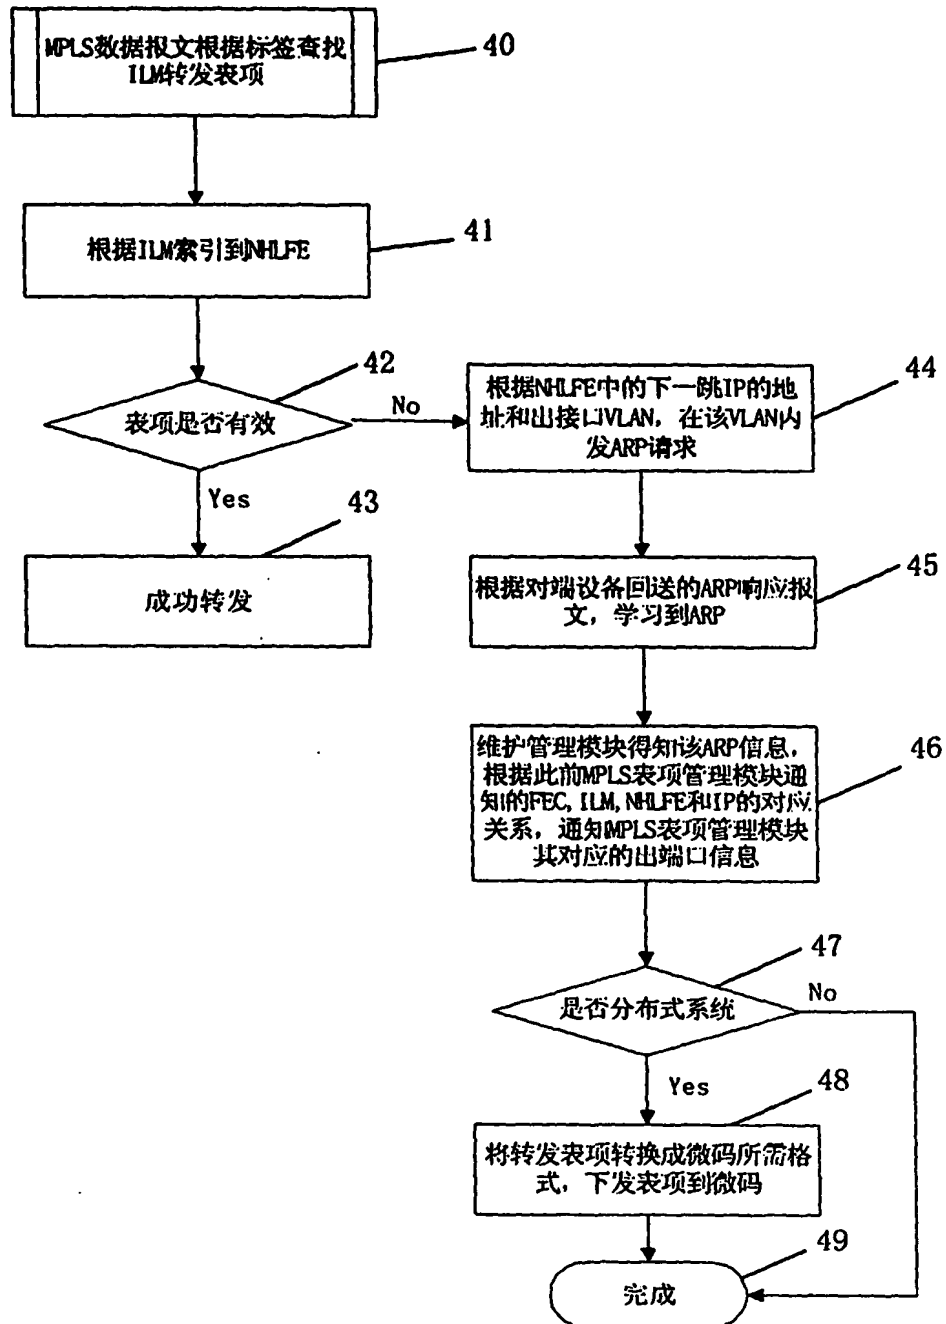 MPLS数据报文根据标签查找
ILM转发表项
40
根据ILM索引到NHLFE
41
表项是否有效
42
No
Yes
成功转发
43
根据NHLFE中的下一跳IP的地
址和出接口VLAN，在该VLAN内
发ARP请求
44
根据对端设备回送的ARP响应报
文，学习到ARP
45
维护管理模块得知该ARP信息，
根据此前MPLS表项管理模块通
知的FEC,ILM,NHLFE和IP的对应
关系，通知MPLS表项管理模块
其对应的出端口信息
46
是否分布式系统
47
No
Yes
将转发表项转换成微码所需格
式，下发表项到微码
48
完成
49